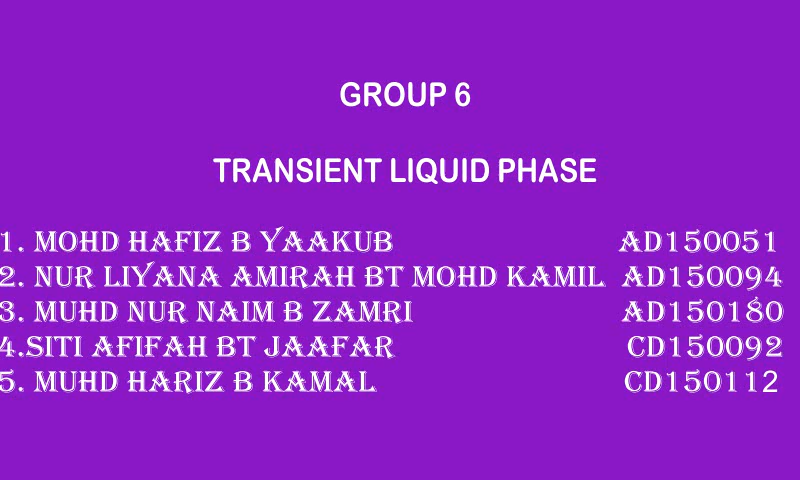 GROUP 6
TRANSIENT LIQUID PHASE
1. MOHD HAFIZ B YAAKUB AD150051
2. NUR LIYANA AMIRAH BT MOHD KAMIL AD150094
3. MUHD NUR NAIM B ZAMRI AD150180
4.SITI AFIFAH BT JAAFAR CD150092
5. MUHD HARIZ B KAMAL CD150112